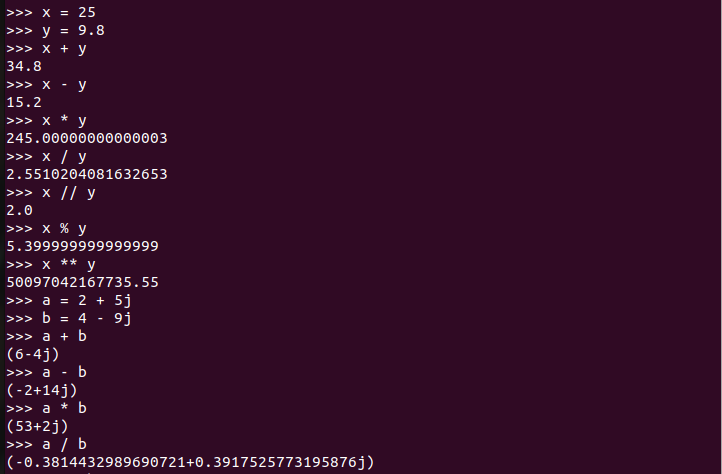 >>> x = 25
>>> y = 9.8
>>> x + y
34.8
>>> x - y
15.2
>>> x * y
245.00000000000003
>>> x / y
2.5510204081632653
>>> x // y
2.0
>>> x % y
5.399999999999999
>>> x ** y
50097042167735.55
>>> a = 2 + 5j
>>> b = 4 - 9j
>>> a + b
(6-4j)
>>> a - b
(-2+14j)
>>> a * b
(53+2j)
>>> a / b
(-0.3814432989690721+0.3917525773195876j)